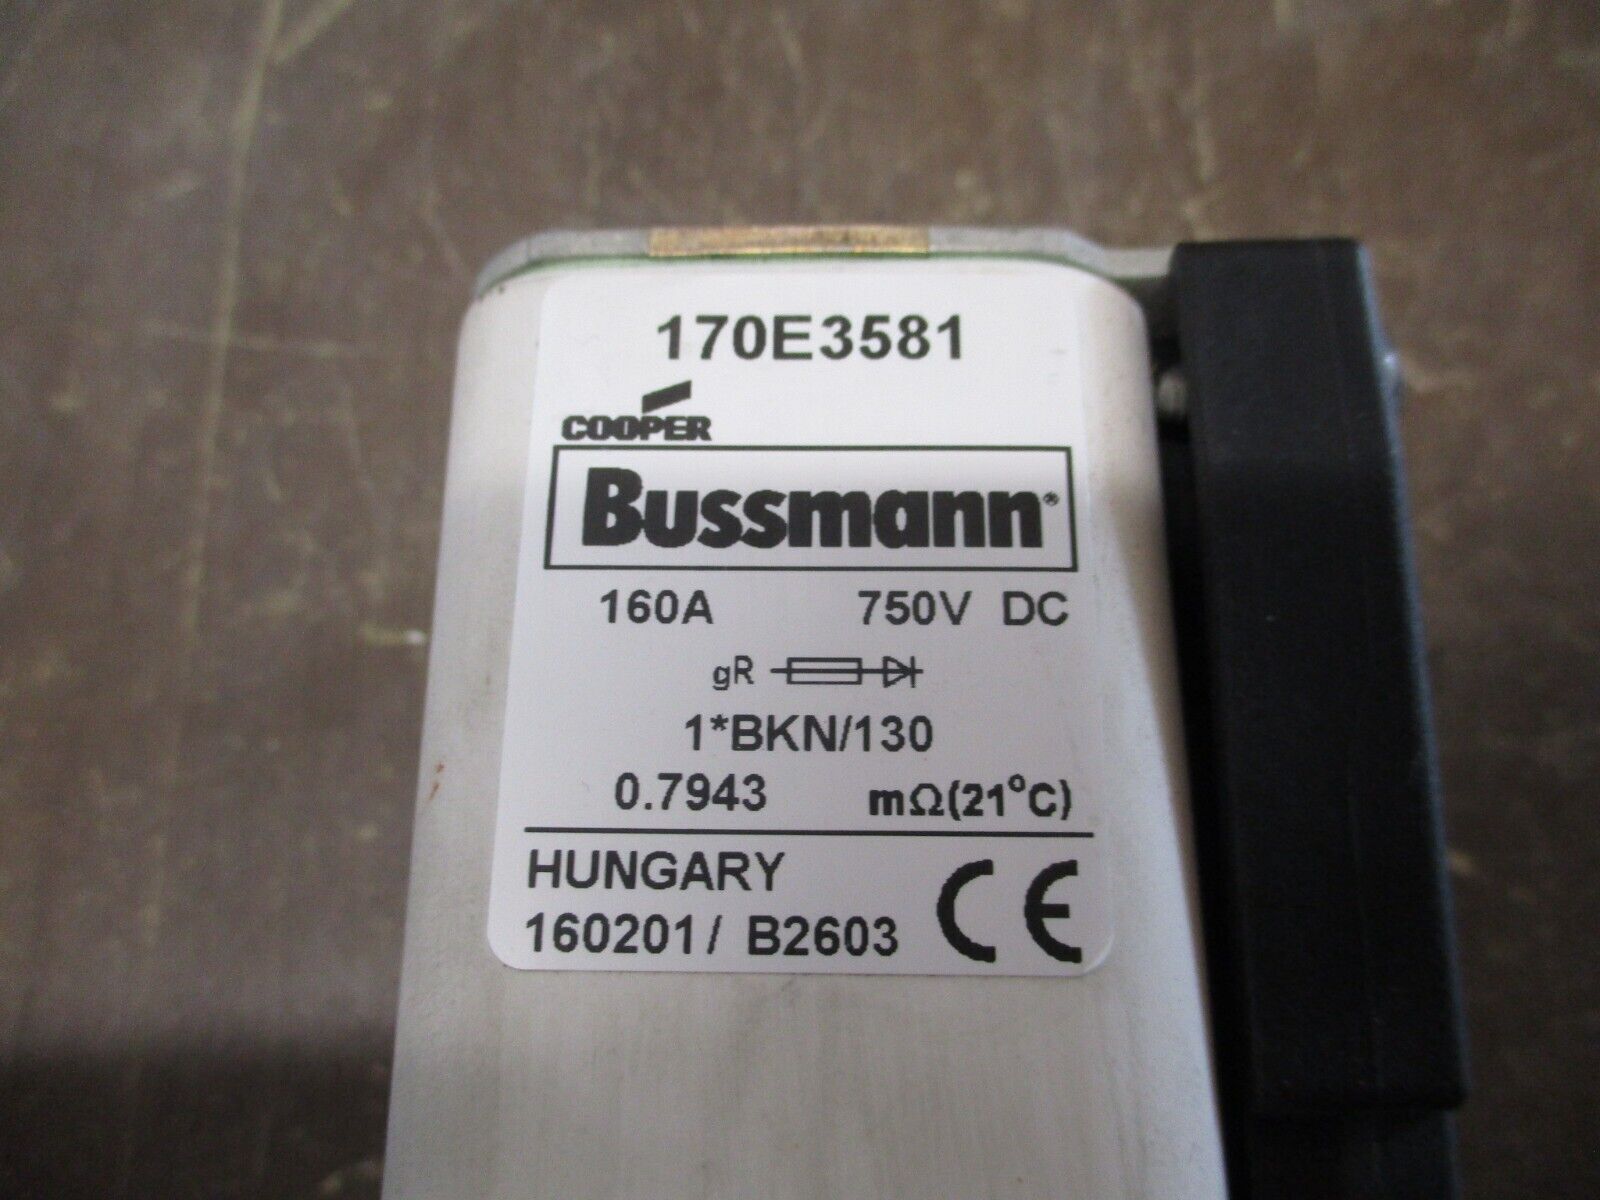 170E3581
COOPER
Bussmann®
160A 750V DC
gR
1*BKN/130
0.7943 mΩ(21°C)
HUNGARY
160201/ B2603 CE